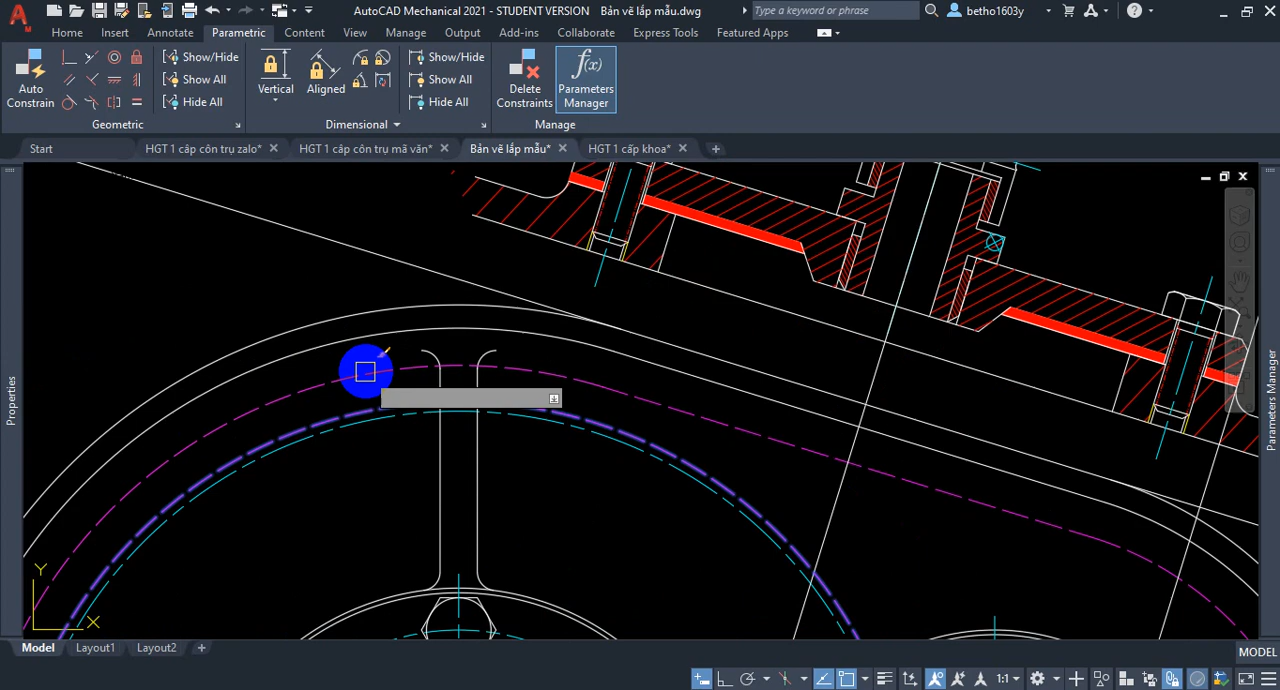 AutoCAD Mechanical 2021 - STUDENT VERSION Bản vẽ lắp mẫu.dwg
Type a keyword or phrase
betho1603y
Home Insert Annotate Parametric Content View Manage Output Add-ins Collaborate Express Tools Featured Apps
Auto Constrain
Show/Hide
Show All
Hide All
Geometric
Vertical
Aligned
Show/Hide
Show All
Hide All
Dimensional
Delete Constraints
f(x)
Parameters Manager
Manage
Start HGT 1 câp côn trụ zalo* HGT 1 câp côn trụ mã văn* Bản vẽ lắp mẫu* HGT 1 cấp khoa*
Properties
Parameters Manager
Y
X
Model Layout1 Layout2
MODEL
1:1